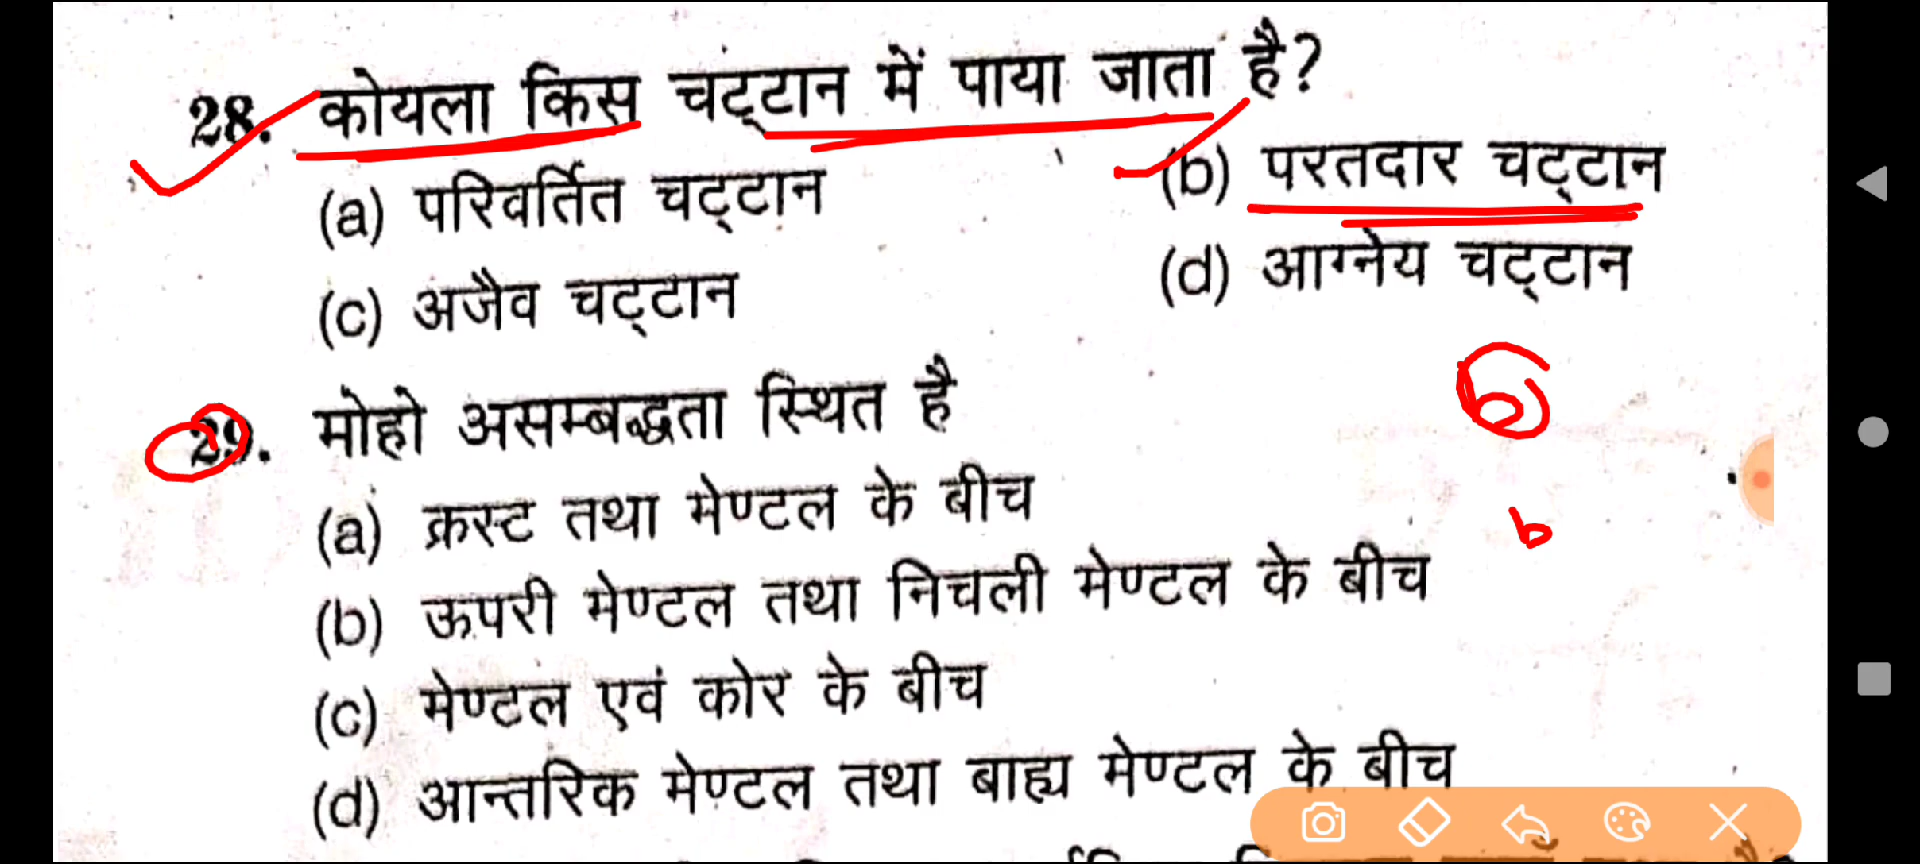 28. कोयला किस चट्टान में पाया जाता है?
(a) परिवर्तित चट्टान (b) परतदार चट्टान
(c) अजैव चट्टान (d) आग्नेय चट्टान
b
29. मोहो असम्बद्धता स्थित है
(a) क्रस्ट तथा मेण्टल के बीच
b
(b) ऊपरी मेण्टल तथा निचली मेण्टल के बीच
(c) मेण्टल एवं कोर के बीच
(d) आन्तरिक मेण्टल तथा बाह्य मेण्टल के बीच